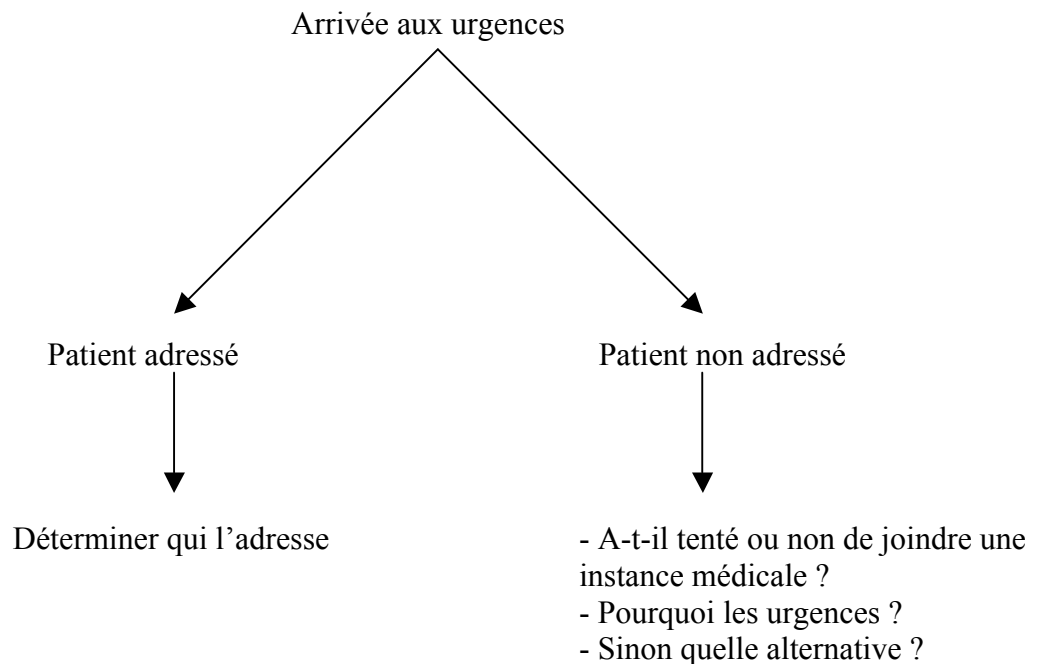 Arrivée aux urgences
Patient adressé
Patient non adressé
Déterminer qui l’adresse
- A-t-il tenté ou non de joindre une
instance médicale ?
- Pourquoi les urgences ?
- Sinon quelle alternative ?